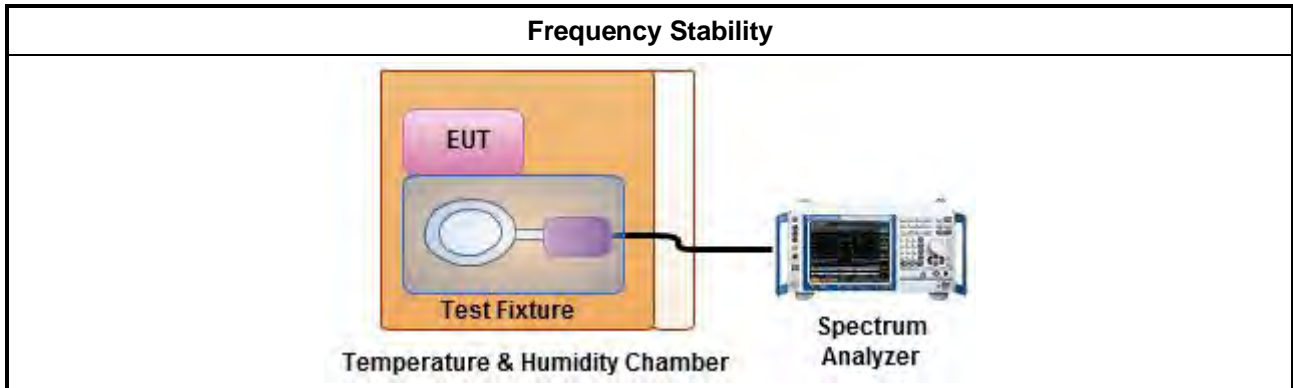 Frequency Stability
EUT
Test Fixture
Temperature & Humidity Chamber
Spectrum
Analyzer